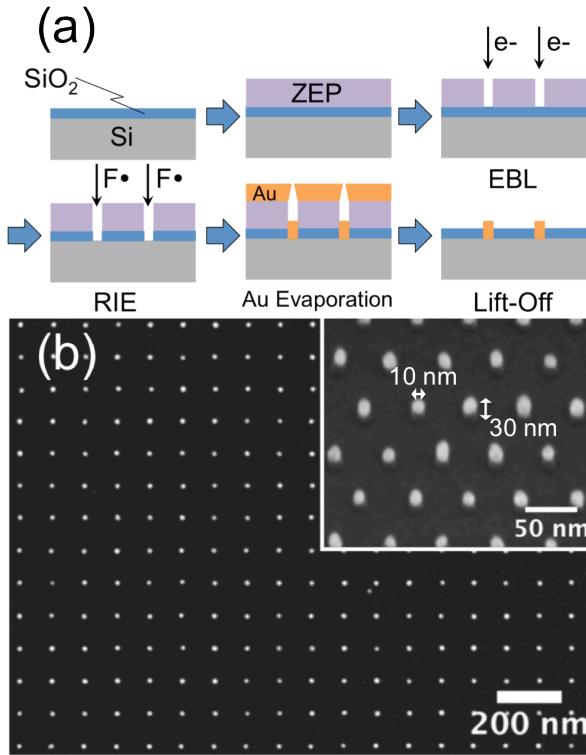 (a)
SiO2
Si
ZEP
e- e-
EBL
F• F•
RIE
Au
Au Evaporation
Lift-Off
(b)
10 nm
30 nm
50 nm
200 nm